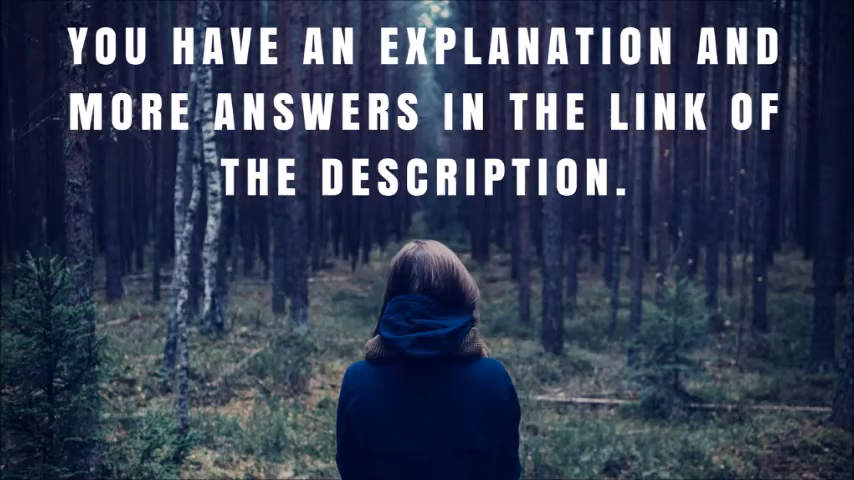 YOU HAVE AN EXPLANATION AND
MORE ANSWERS IN THE LINK OF
THE DESCRIPTION.